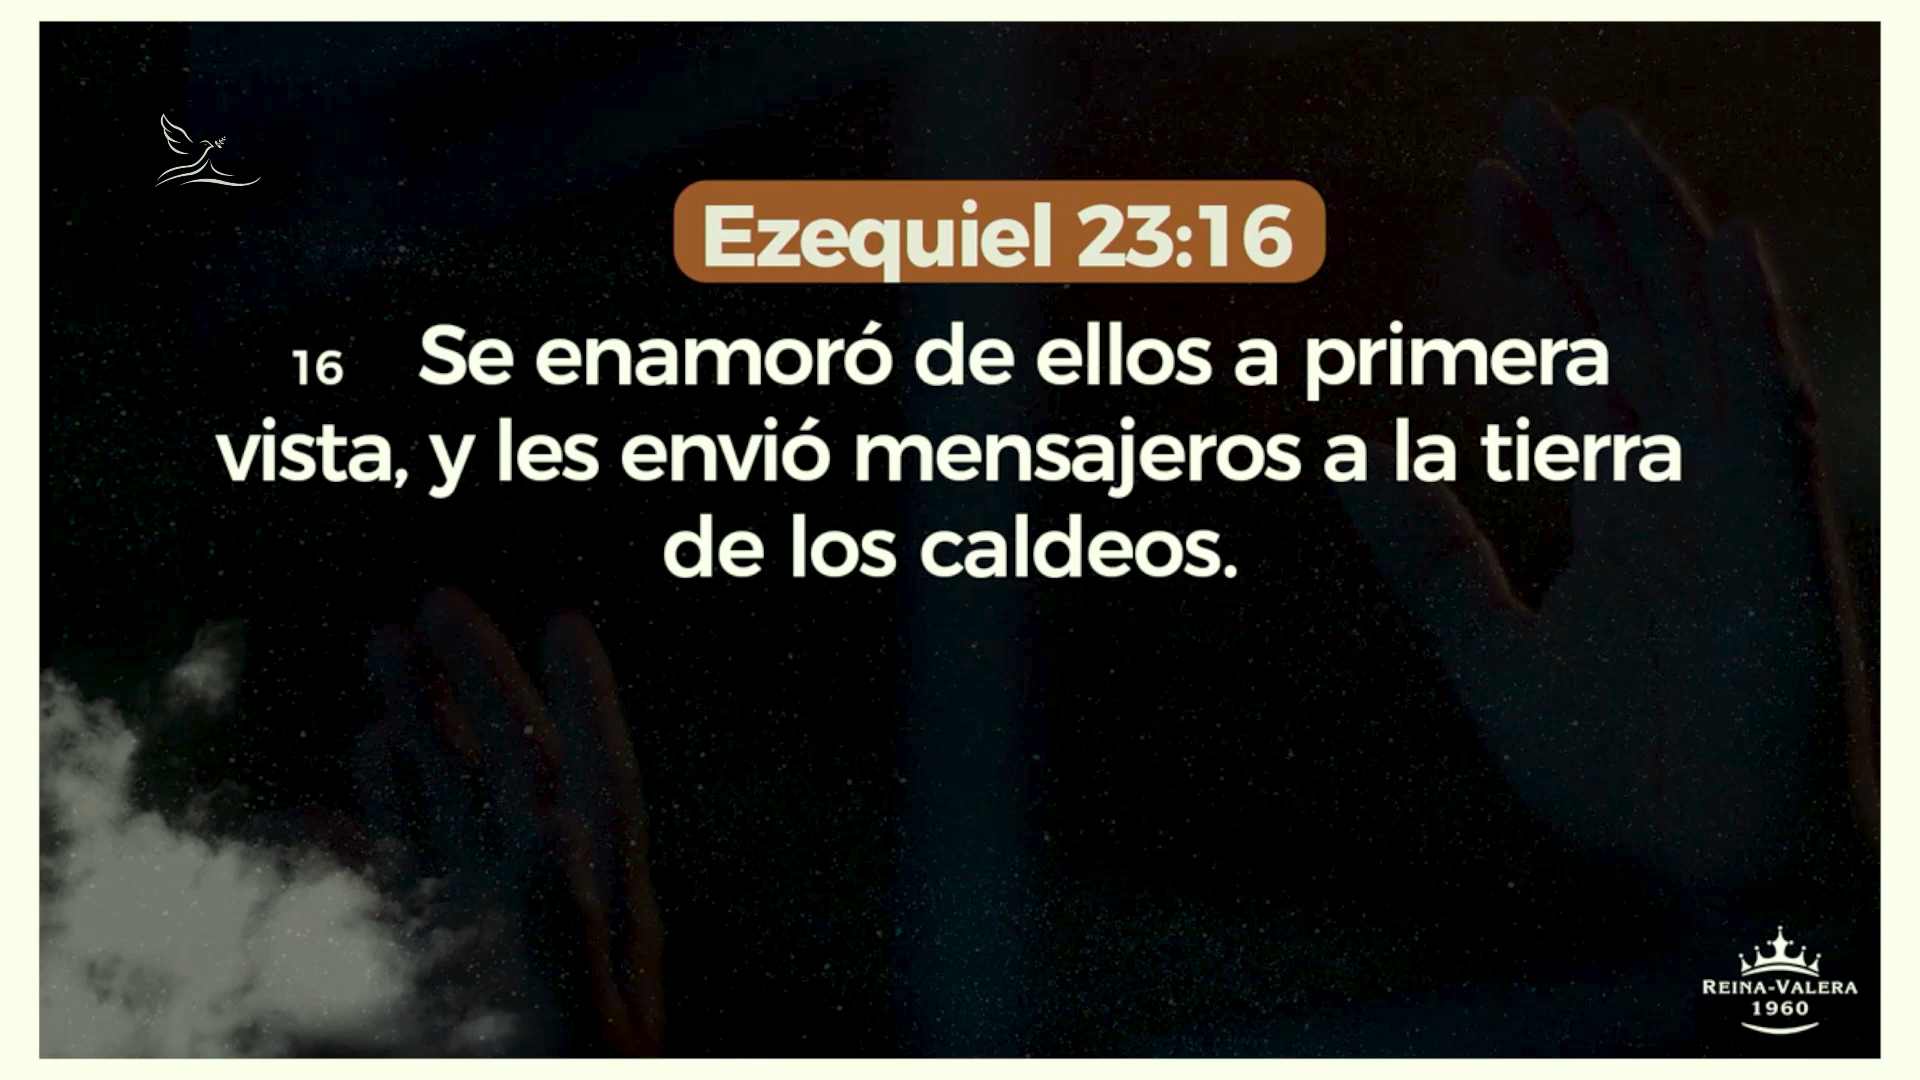 Ezequiel 23:16
16 Se enamoró de ellos a primera
vista, y les envió mensajeros a la tierra
de los caldeos.
REINA-VALERA
1960